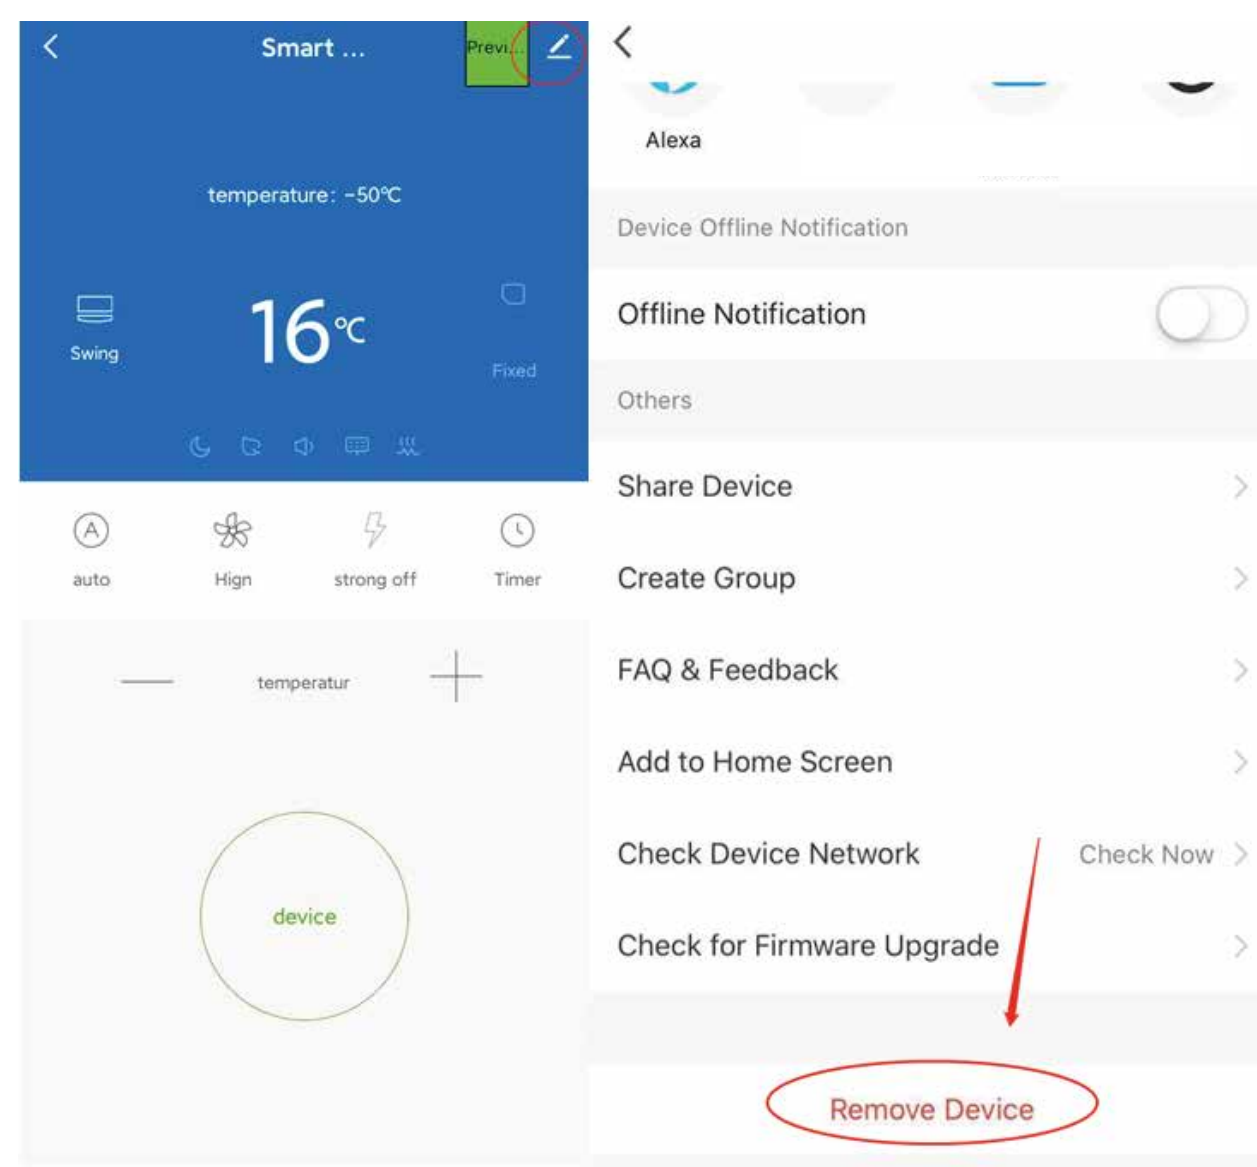 Smart ...
Previ...
temperature: -50℃
Swing
16℃
Fixed
A
auto
Hign
strong off
Timer
temperatur
device
Alexa
Device Offline Notification
Offline Notification
Others
Share Device
Create Group
FAQ & Feedback
Add to Home Screen
Check Device Network
Check Now
Check for Firmware Upgrade
Remove Device